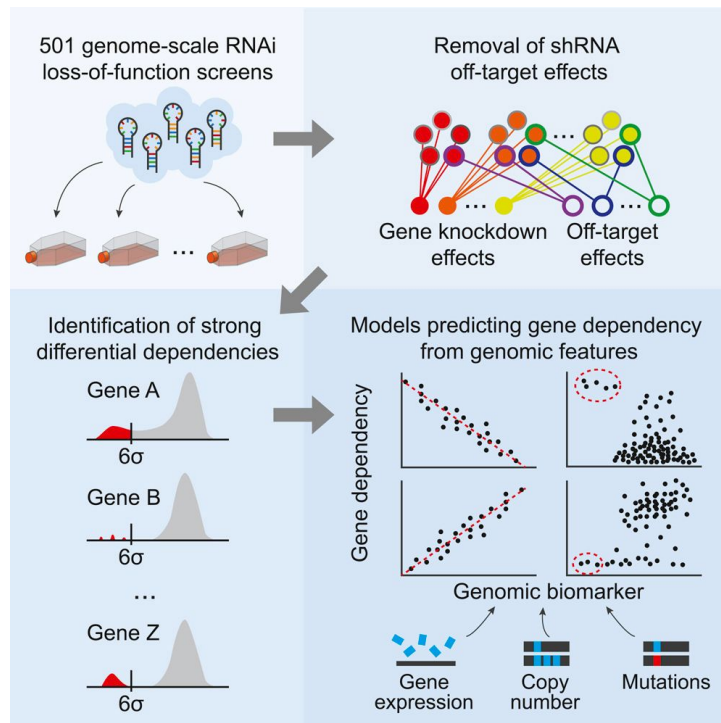 501 genome-scale RNAi
loss-of-function screens
...
Removal of shRNA
off-target effects
...
... ...
Gene knockdown
effects
Off-target
effects
Identification of strong
differential dependencies
Gene A
6σ
Gene B
6σ
...
Gene Z
6σ
Models predicting gene dependency
from genomic features
Gene dependency
Genomic biomarker
Gene
expression
Copy
number
Mutations